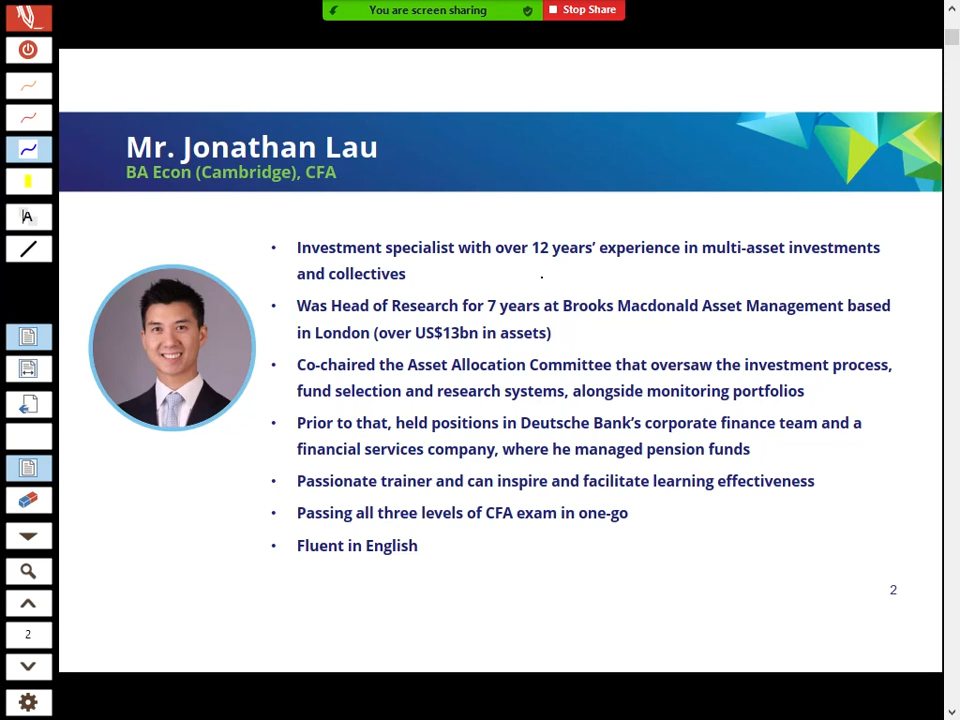 You are screen sharing
Stop Share
Mr. Jonathan Lau
BA Econ (Cambridge), CFA
A
• Investment specialist with over 12 years’ experience in multi-asset investments
and collectives
• Was Head of Research for 7 years at Brooks Macdonald Asset Management based
in London (over US$13bn in assets)
• Co-chaired the Asset Allocation Committee that oversaw the investment process,
fund selection and research systems, alongside monitoring portfolios
• Prior to that, held positions in Deutsche Bank’s corporate finance team and a
financial services company, where he managed pension funds
• Passionate trainer and can inspire and facilitate learning effectiveness
• Passing all three levels of CFA exam in one-go
• Fluent in English
2
2